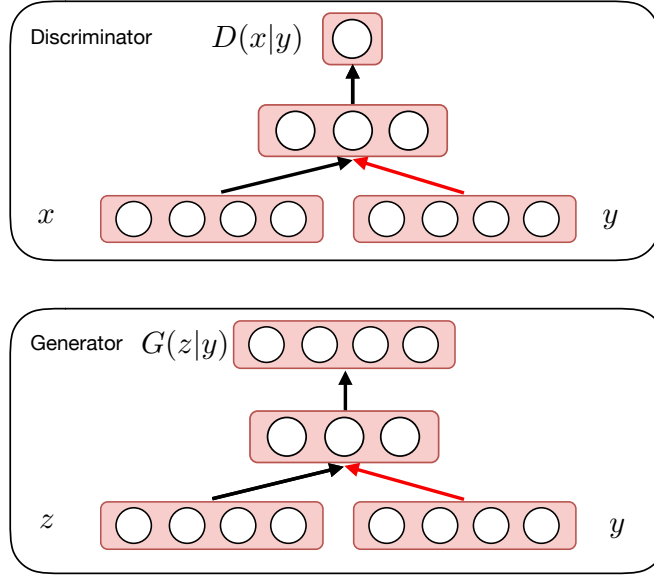 Discriminator D(x|y)
x y
Generator G(z|y)
z y